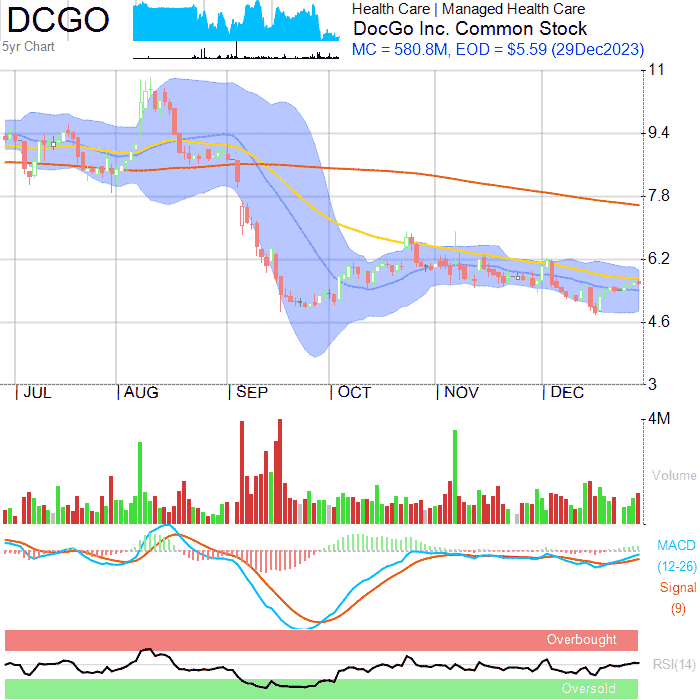 DCGO
5yr Chart
Health Care | Managed Health Care
DocGo Inc. Common Stock
MC = 580.8M, EOD = $5.59 (29Dec2023)
11
9.4
7.8
6.2
4.6
3
JUL
AUG
SEP
OCT
NOV
DEC
4M
Volume
MACD
(12-26)
Signal
(9)
Overbought
RSI(14)
Oversold